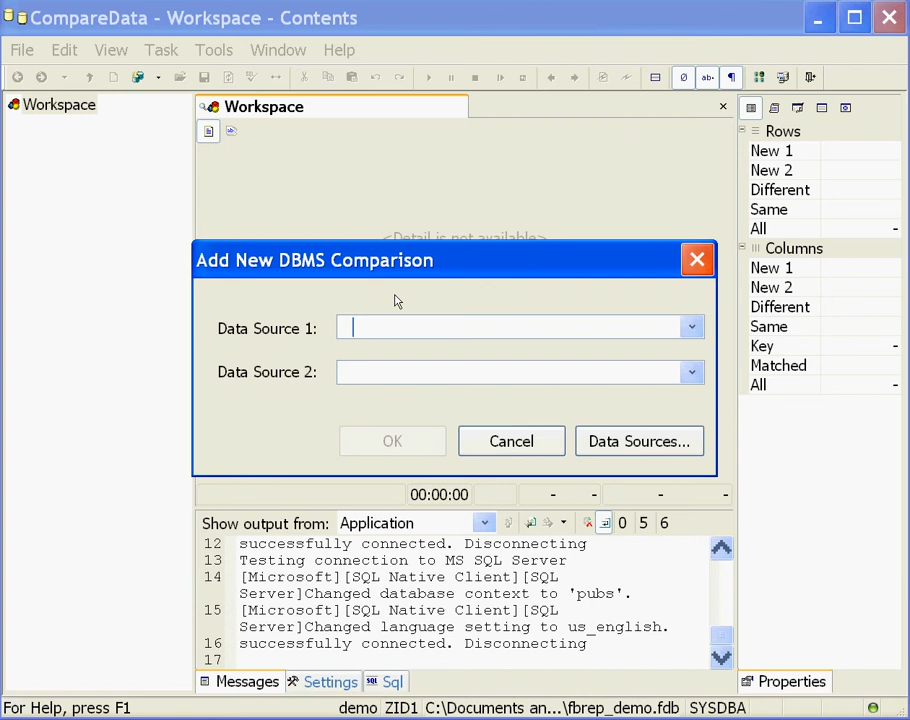 CompareData - Workspace - Contents
File Edit View Task Tools Window Help
Workspace
Workspace
<Detail is not available>
Add New DBMS Comparison
Data Source 1:
Data Source 2:
OK Cancel Data Sources...
00:00:00 - - - -
Show output from: Application 0 5 6
12 successfully connected. Disconnecting
13 Testing connection to MS SQL Server
14 [Microsoft][SQL Native Client][SQL
Server]Changed database context to 'pubs'.
15 [Microsoft][SQL Native Client][SQL
Server]Changed language setting to us_english.
16 successfully connected. Disconnecting
17
Messages Settings Sql
Rows
New 1
New 2
Different
Same
All -
Columns
New 1
New 2
Different
Same
Key -
Matched
All -
Properties
For Help, press F1 demo ZID1 C:\Documents an...\fbrep_demo.fdb SYSDBA